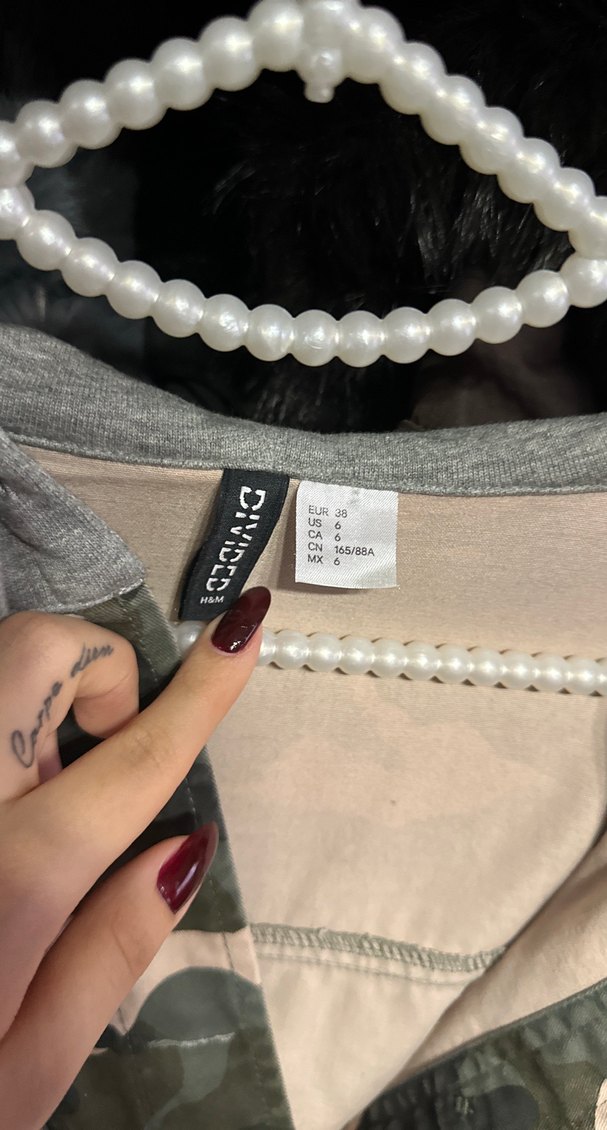 DIVIDED
H&M
EUR 38
US 6
CA 6
CN 165/88A
MX 6
Carpe diem